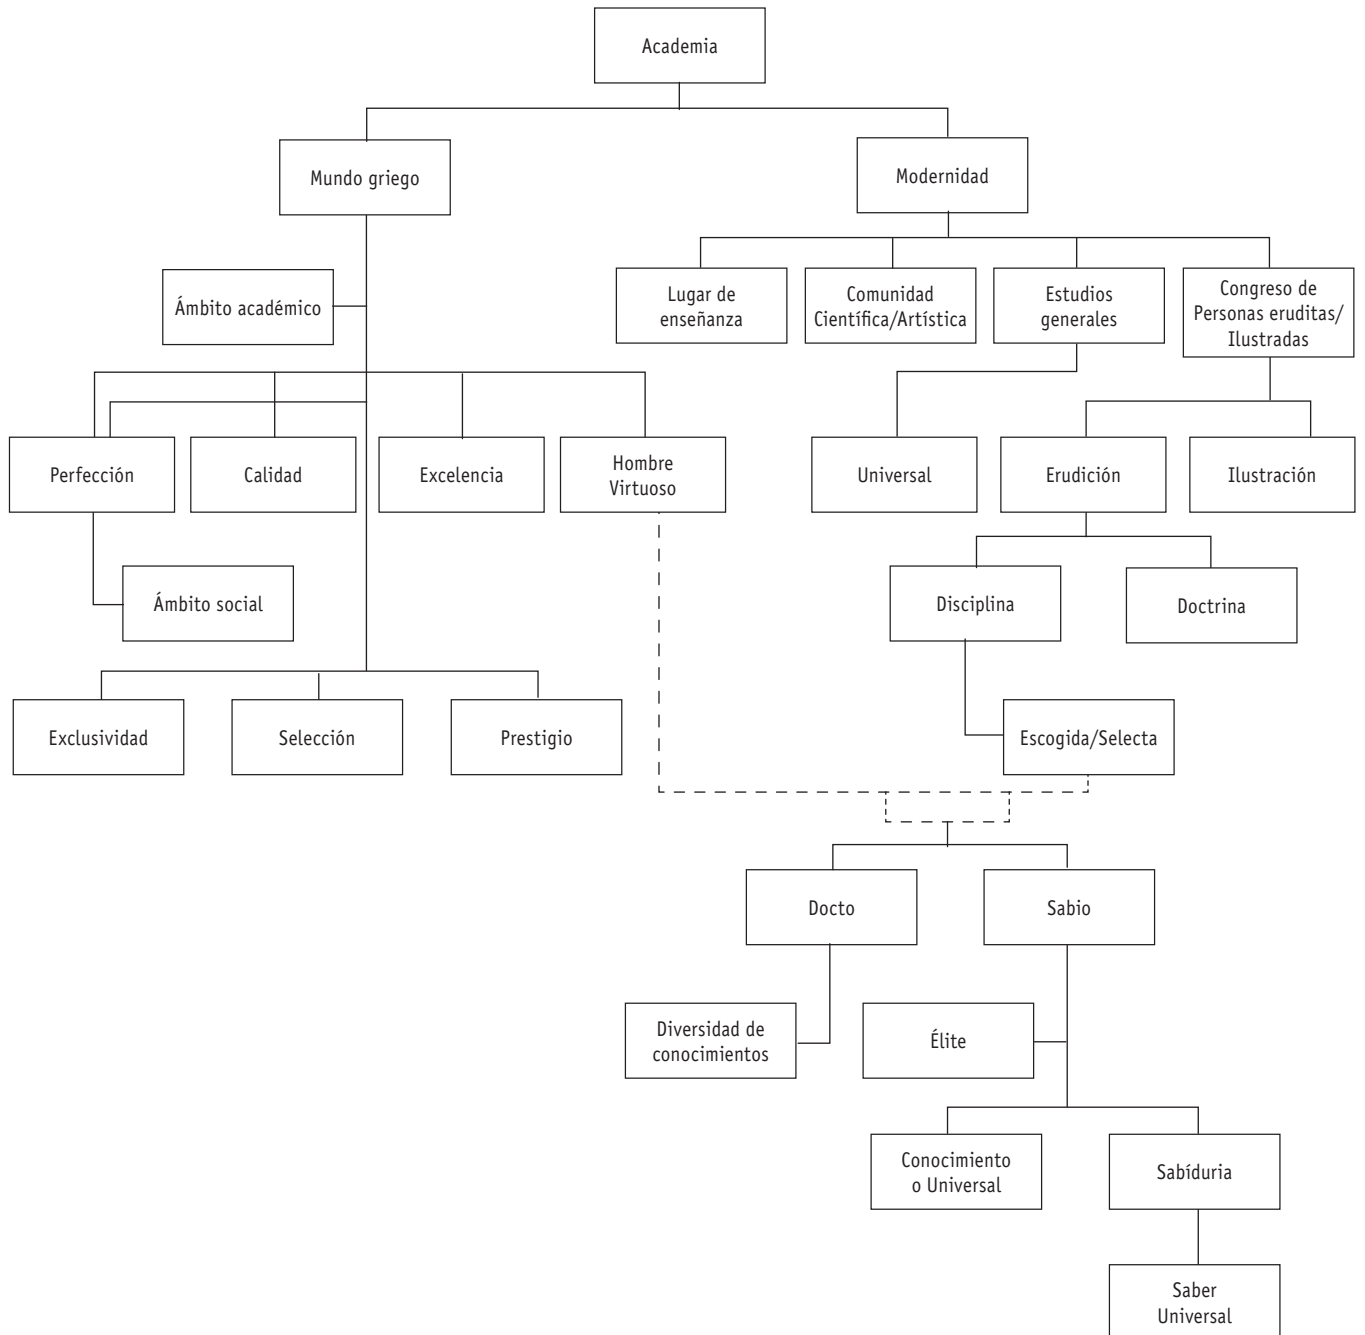 Academia
Mundo griego
Modernidad
Ámbito académico
Lugar de
enseñanza
Comunidad
Científica/Artística
Estudios
generales
Congreso de
Personas eruditas/
Ilustradas
Perfección
Calidad
Excelencia
Hombre
Virtuoso
Universal
Erudición
Ilustración
Ámbito social
Disciplina
Doctrina
Exclusividad
Selección
Prestigio
Escogida/Selecta
Docto
Sabio
Diversidad de
conocimientos
Élite
Conocimiento
o Universal
Sabíduria
Saber
Universal